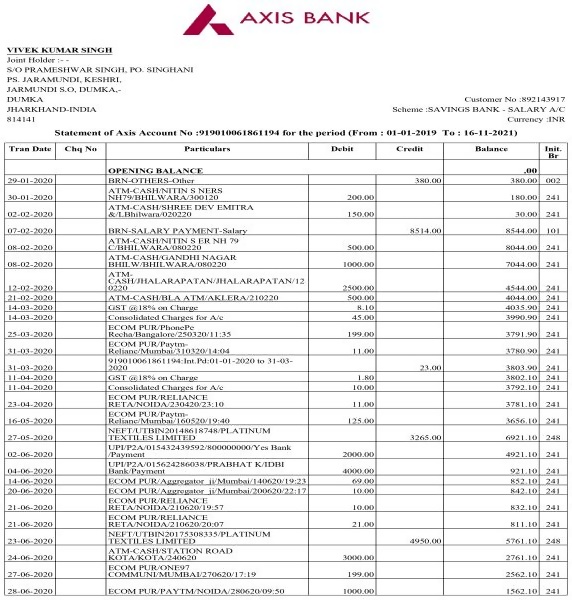 AXIS BANK
VIVEK KUMAR SINGH
Joint Holder :- -
S/O PRAMESHWAR SINGH, PO. SINGHANI
PS. JARAMUNDI, KESHRI,
JARMUNDI S.O, DUMKA,-
DUMKA Customer No :892143917
JHARKHAND-INDIA Scheme :SAVINGS BANK - SALARY A/C
814141 Currency :INR
Statement of Axis Account No :919010061861194 for the period (From : 01-01-2019 To : 16-11-2021)
Tran Date Chq No Particulars Debit Credit Balance Init.
Br
OPENING BALANCE .00
29-01-2020 BRN-OTHERS-Other 380.00 380.00 002
ATM-CASH/NITIN S NERS
30-01-2020 NH79/BHILWARA/300120 200.00 180.00 241
ATM-CASH/SHREE DEV EMITRA
02-02-2020 &/LBhilwara/020220 150.00 30.00 241
07-02-2020 BRN-SALARY PAYMENT-Salary 8514.00 8544.00 101
ATM-CASH/NITIN S ER NH 79
08-02-2020 C/BHILWARA/080220 500.00 8044.00 241
ATM-CASH/GANDHI NAGAR
08-02-2020 BHILW/BHILWARA/080220 1000.00 7044.00 241
ATM-
CASH/JHALARAPATAN/JHALARAPATAN/12
12-02-2020 0220 2500.00 4544.00 241
21-02-2020 ATM-CASH/BLA ATM/AKLERA/210220 500.00 4044.00 241
14-03-2020 GST @18% on Charge 8.10 4035.90 241
14-03-2020 Consolidated Charges for A/c 45.00 3990.90 241
ECOM PUR/PhonePe
25-03-2020 Recha/Bangalore/250320/11:35 199.00 3791.90 241
ECOM PUR/Paytm-
31-03-2020 Relianc/Mumbai/310320/14:04 11.00 3780.90 241
919010061861194:Int.Pd:01-01-2020 to 31-03-
31-03-2020 2020 23.00 3803.90 241
11-04-2020 GST @18% on Charge 1.80 3802.10 241
11-04-2020 Consolidated Charges for A/c 10.00 3792.10 241
ECOM PUR/RELIANCE
23-04-2020 RETA/NOIDA/230420/23:10 11.00 3781.10 241
ECOM PUR/Paytm-
16-05-2020 Relianc/Mumbai/160520/19:40 125.00 3656.10 241
NEFT/UTBIN20148618748/PLATINUM
27-05-2020 TEXTILES LIMITED 3265.00 6921.10 248
UPI/P2A/015432439592/800000000/Yes Bank
02-06-2020 /Payment 2000.00 4921.10 241
UPI/P2A/015624286038/PRABHAT K/IDBI
04-06-2020 Bank/Payment 4000.00 921.10 241
14-06-2020 ECOM PUR/Aggregator ji/Mumbai/140620/19:23 69.00 852.10 241
20-06-2020 ECOM PUR/Aggregator ji/Mumbai/200620/22:17 10.00 842.10 241
ECOM PUR/RELIANCE
21-06-2020 RETA/NOIDA/210620/19:57 10.00 832.10 241
ECOM PUR/RELIANCE
21-06-2020 RETA/NOIDA/210620/20:07 21.00 811.10 241
NEFT/UTBIN20175308335/PLATINUM
23-06-2020 TEXTILES LIMITED 4950.00 5761.10 248
ATM-CASH/STATION ROAD
24-06-2020 KOTA/KOTA/240620 3000.00 2761.10 241
ECOM PUR/ONE97
27-06-2020 COMMUNI/MUMBAI/270620/17:19 199.00 2562.10 241
28-06-2020 ECOM PUR/PAYTM/NOIDA/280620/09:50 1000.00 1562.10 241